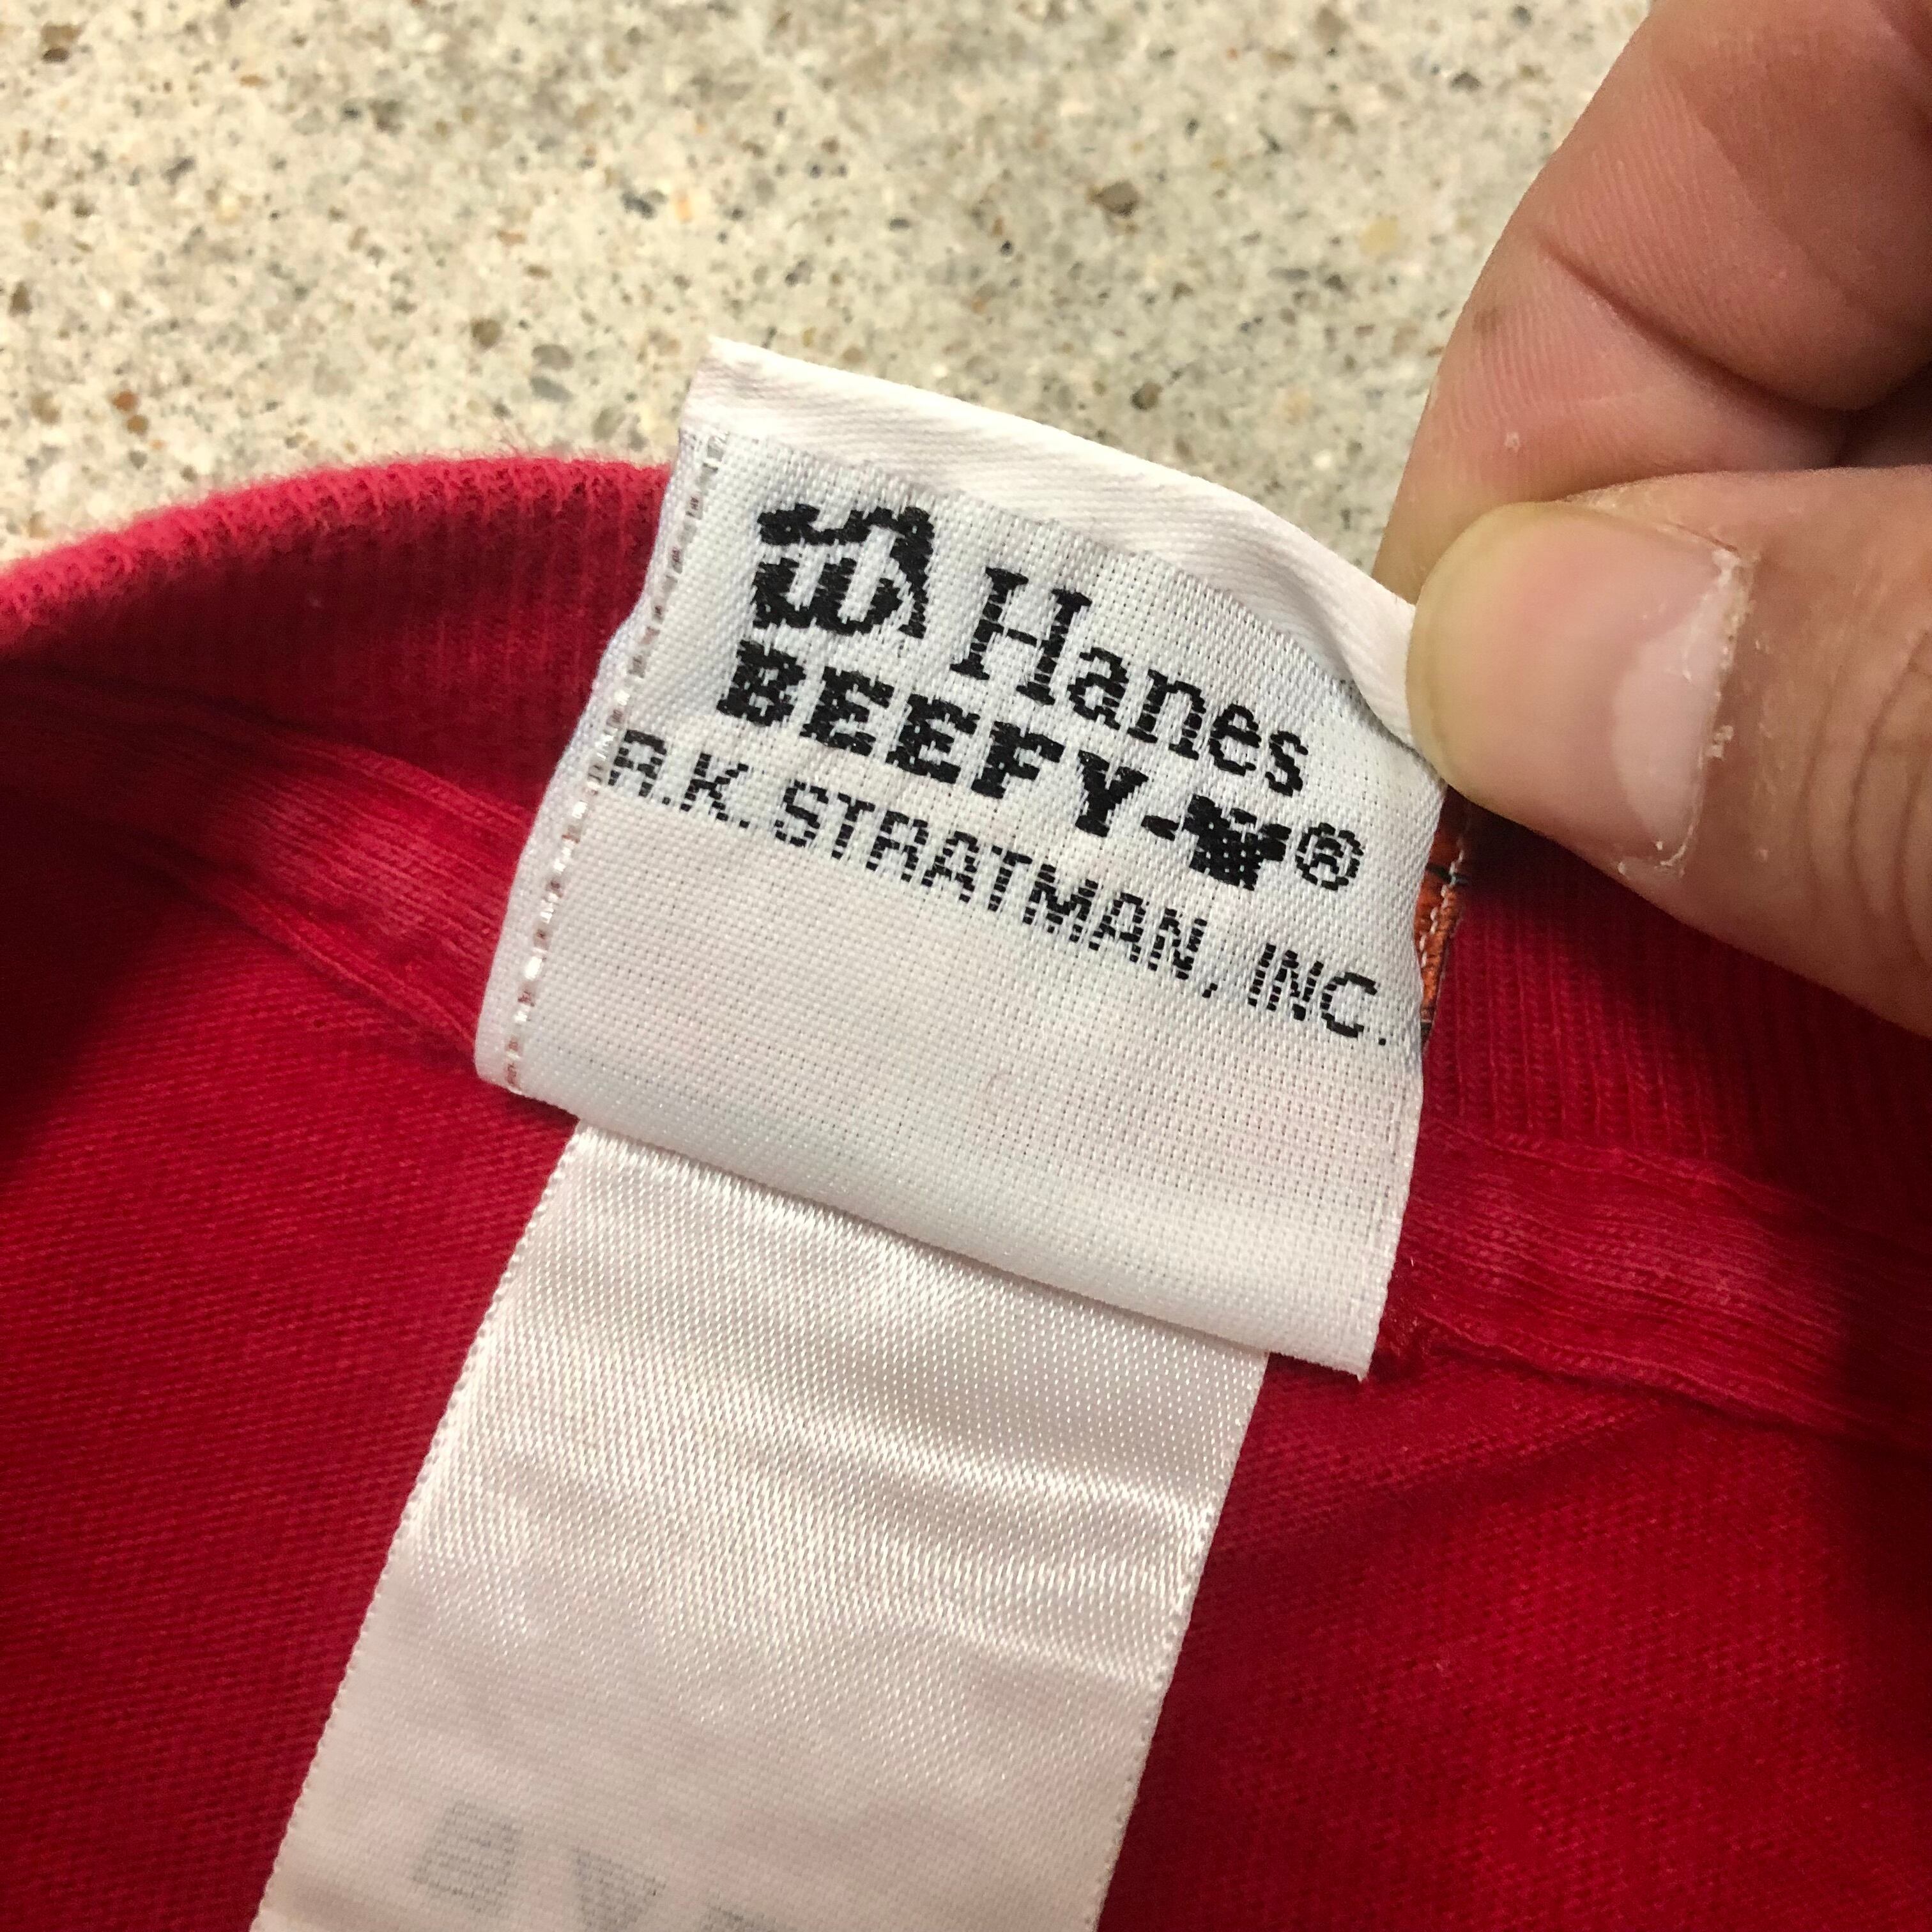 Hanes
BEEFY-T®
R.K. STRATMAN, INC.